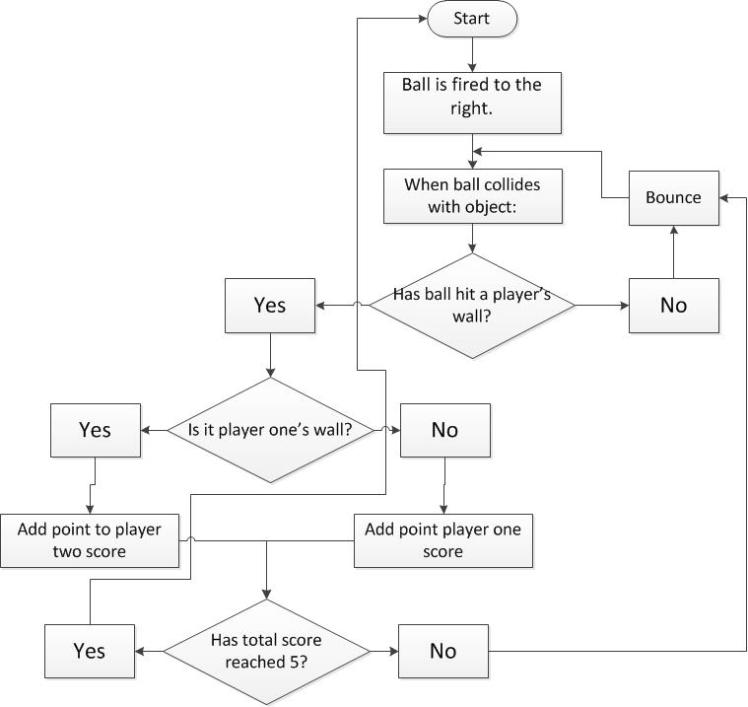 Start
Ball is fired to the
right.
When ball collides
with object:
Bounce
Has ball hit a player's
wall?
Yes
No
Is it player one's wall?
Yes
No
Add point to player
two score
Add point player one
score
Has total score
reached 5?
Yes
No